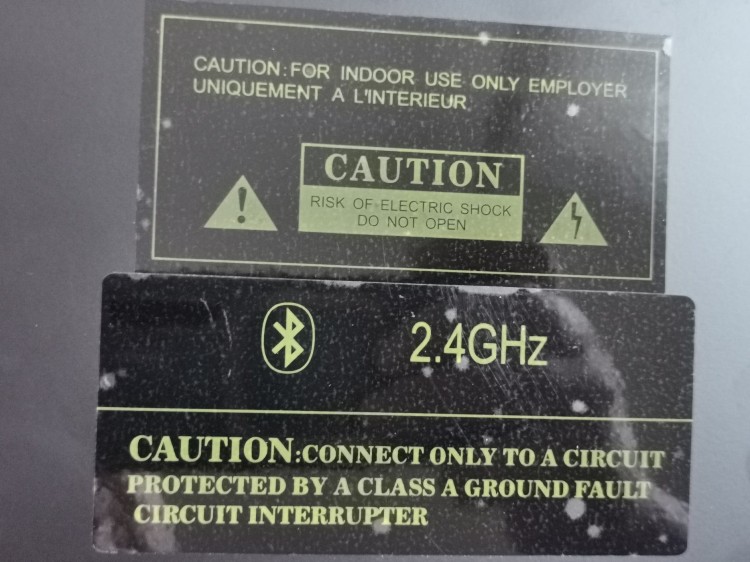 CAUTION:FOR INDOOR USE ONLY EMPLOYER
UNIQUEMENT A L'INTERIEUR
CAUTION
RISK OF ELECTRIC SHOCK
DO NOT OPEN
2.4GHz
CAUTION:CONNECT ONLY TO A CIRCUIT
PROTECTED BY A CLASS A GROUND FAULT
CIRCUIT INTERRUPTER